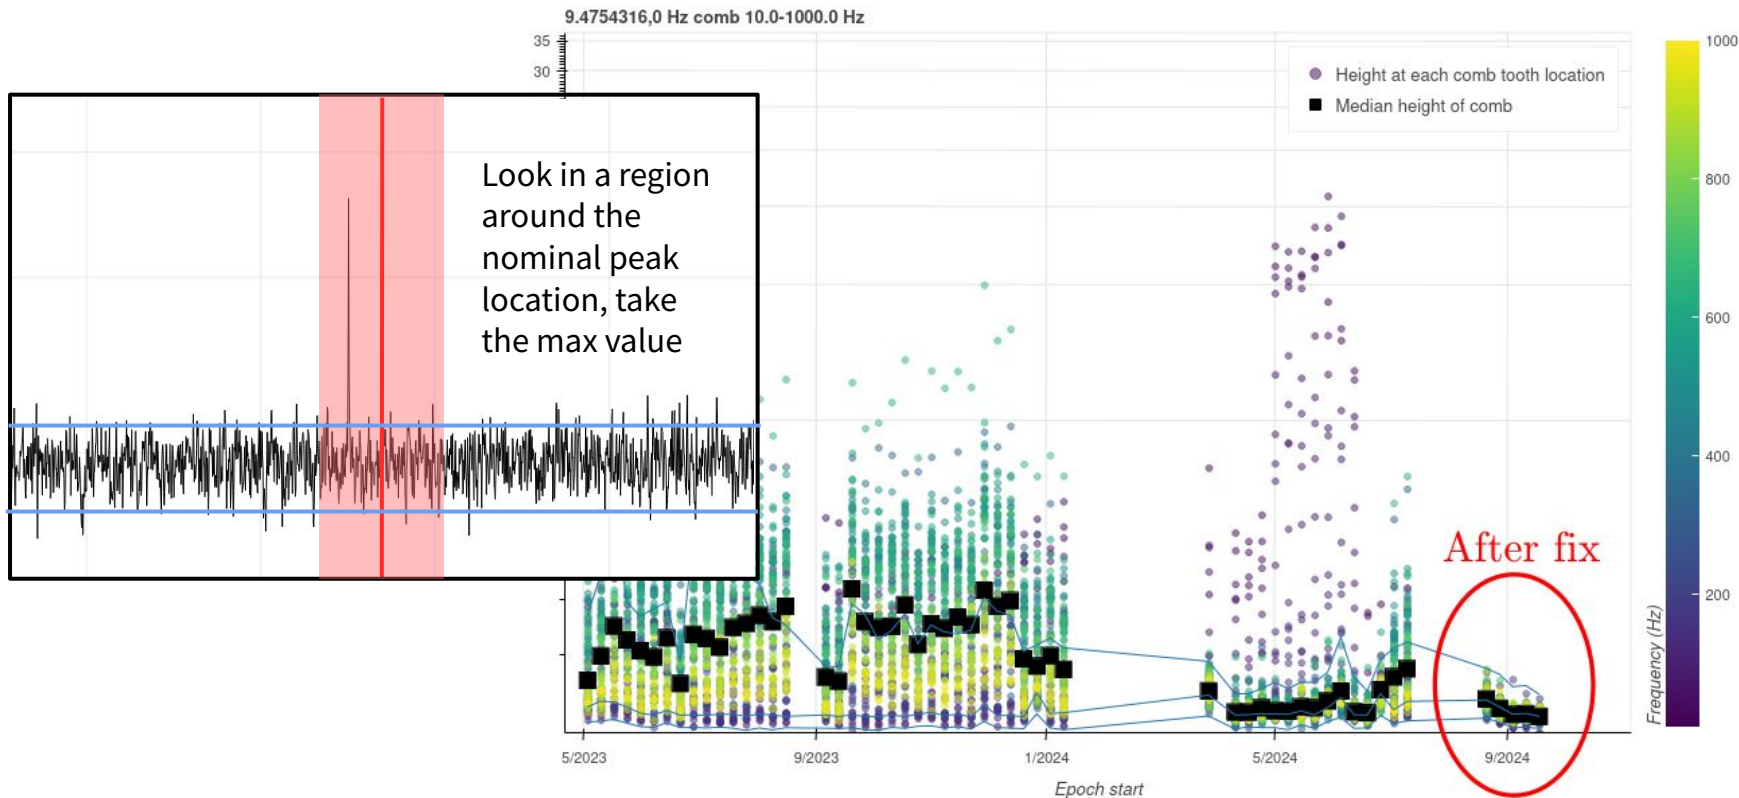 9.4754316,0 Hz comb 10.0-1000.0 Hz
35
30
Height at each comb tooth location
Median height of comb
Look in a region
around the
nominal peak
location, take
the max value
After fix
1000
800
600
400
200
Frequency (Hz)
5/2023
9/2023
1/2024
5/2024
9/2024
Epoch start